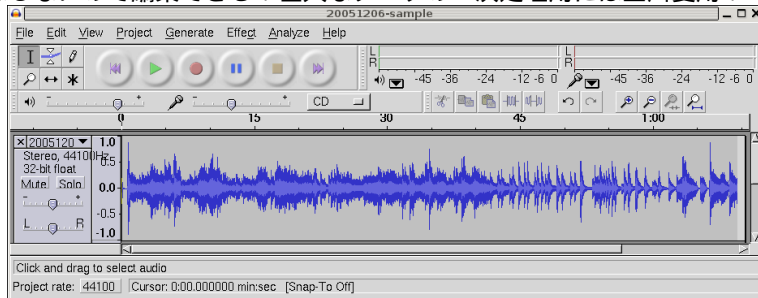 20051206-sample
File Edit View Project Generate Effect Analyze Help
L
R
-45 -36 -24 -12 -6 0
L
R
-45 -36 -24 -12 -6 0
CD
0 15 30 45 1:00
2005120
Stereo, 44100Hz
32-bit float
Mute Solo
- +
L R
1.0
0.5
0.0
-0.5
-1.0
Click and drag to select audio
Project rate: 44100 Cursor: 0:00.000000 min:sec [Snap-To Off]